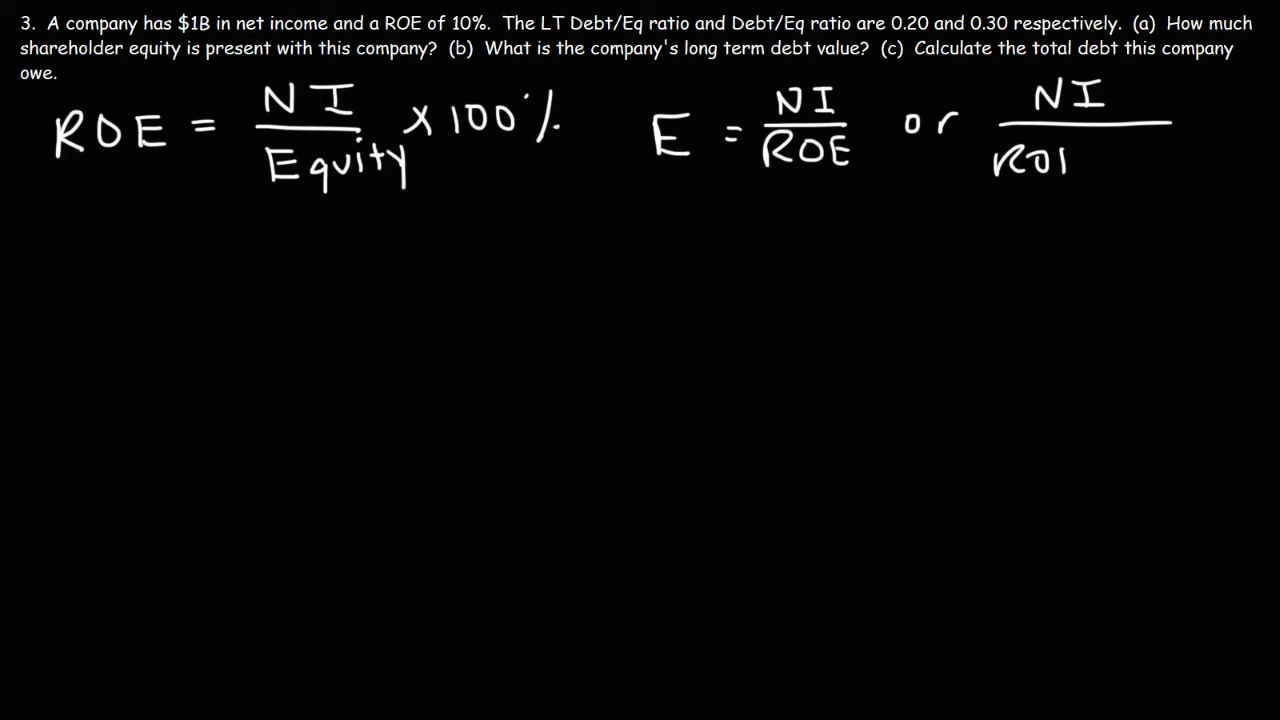 3. A company has $1B in net income and a ROE of 10%. The LT Debt/Eq ratio and Debt/Eq ratio are 0.20 and 0.30 respectively. (a) How much
shareholder equity is present with this company? (b) What is the company's long term debt value? (c) Calculate the total debt this company
owe.
ROE = NI / Equity x 100% E = NI / ROE or NI / ROI